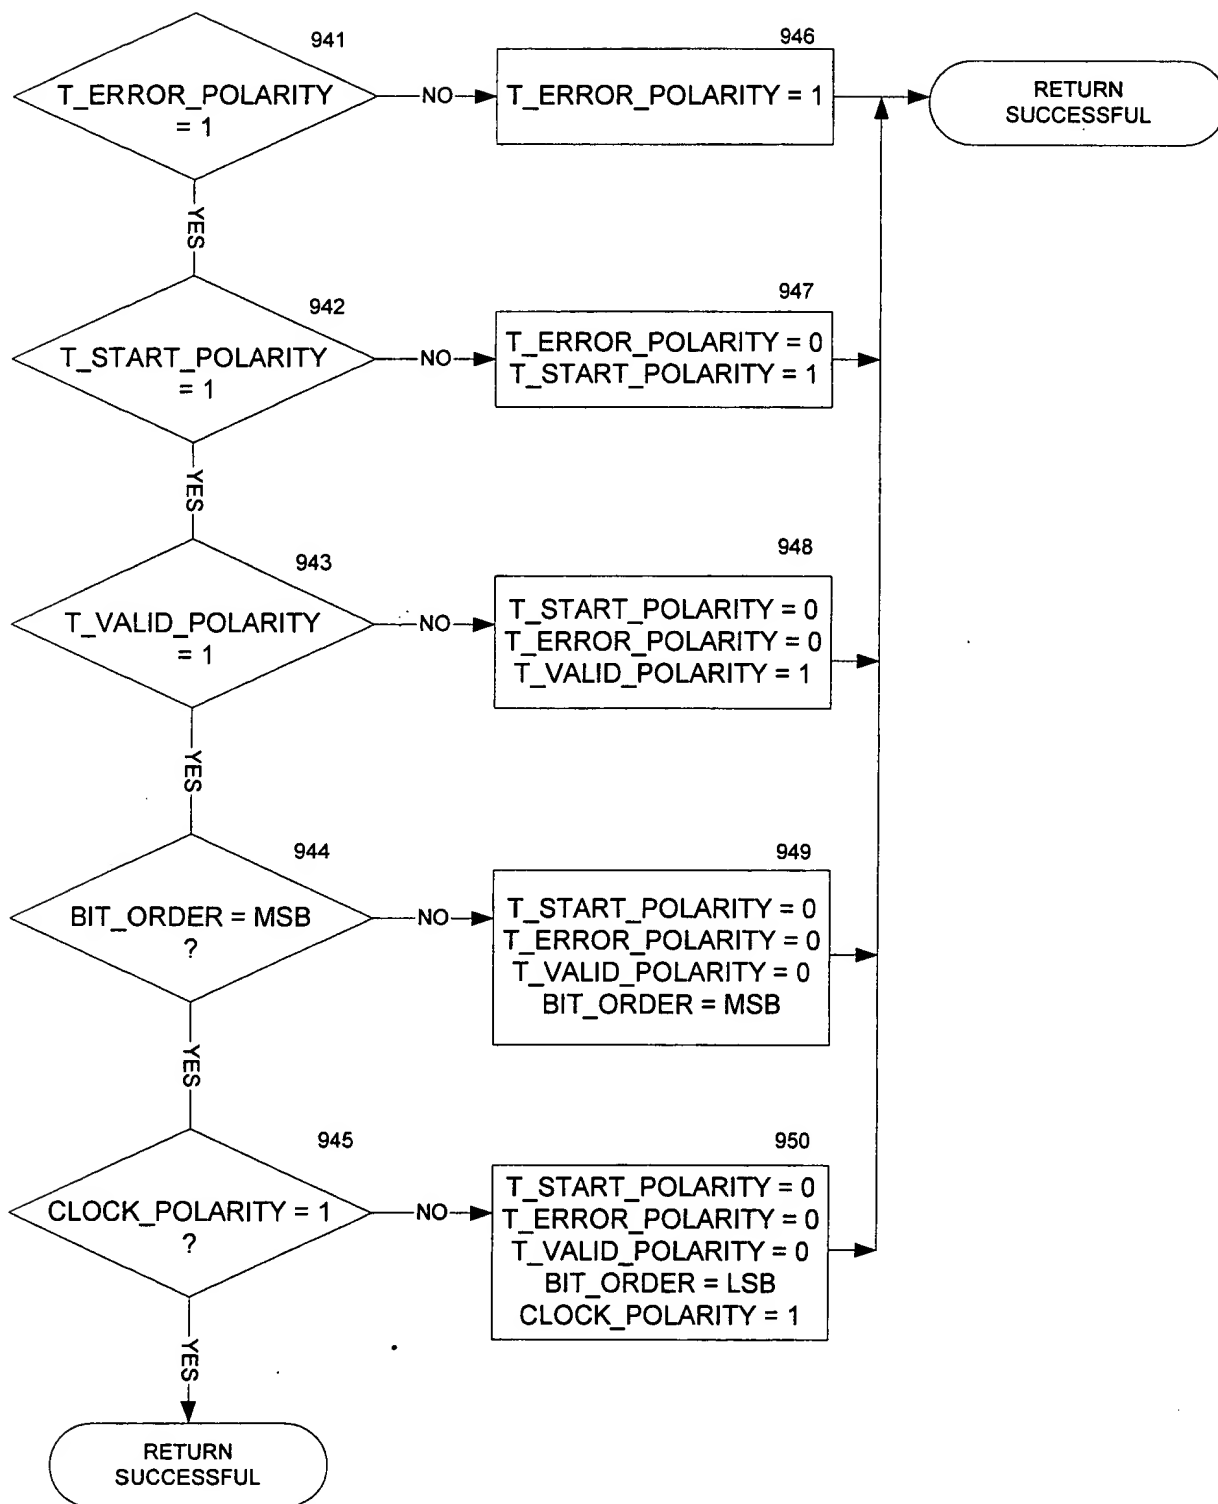 941
T_ERROR_POLARITY
= 1
NO
946
T_ERROR_POLARITY = 1
RETURN
SUCCESSFUL
YES
942
T_START_POLARITY
= 1
NO
947
T_ERROR_POLARITY = 0
T_START_POLARITY = 1
YES
943
T_VALID_POLARITY
= 1
NO
948
T_START_POLARITY = 0
T_ERROR_POLARITY = 0
T_VALID_POLARITY = 1
YES
944
BIT_ORDER = MSB
?
NO
949
T_START_POLARITY = 0
T_ERROR_POLARITY = 0
T_VALID_POLARITY = 0
BIT_ORDER = MSB
YES
945
CLOCK_POLARITY = 1
?
NO
950
T_START_POLARITY = 0
T_ERROR_POLARITY = 0
T_VALID_POLARITY = 0
BIT_ORDER = LSB
CLOCK_POLARITY = 1
YES
RETURN
SUCCESSFUL